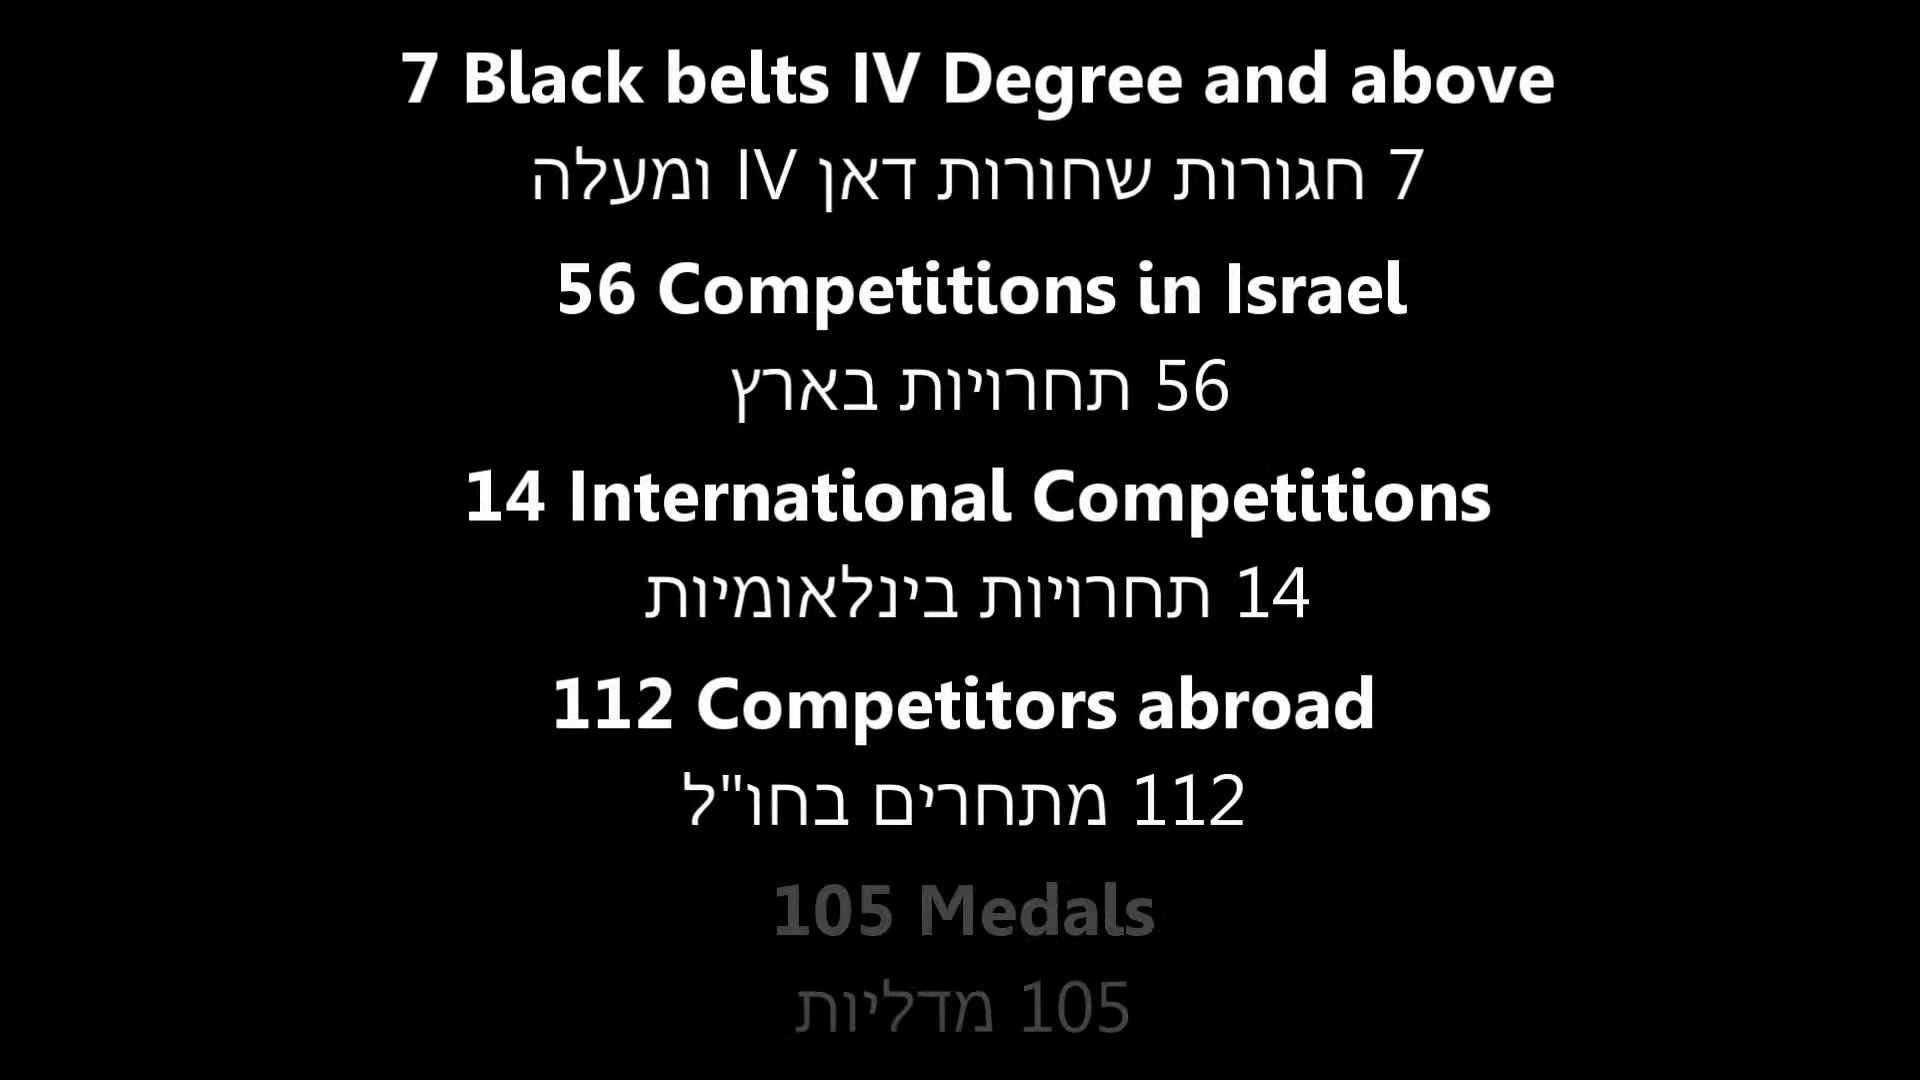 7 Black belts IV Degree and above
7 חגורות שחורות דאן IV ומעלה
56 Competitions in Israel
56 תחרויות בארץ
14 International Competitions
14 תחרויות בינלאומיות
112 Competitors abroad
112 מתחרים בחו"ל
105 Medals
105 מדליות